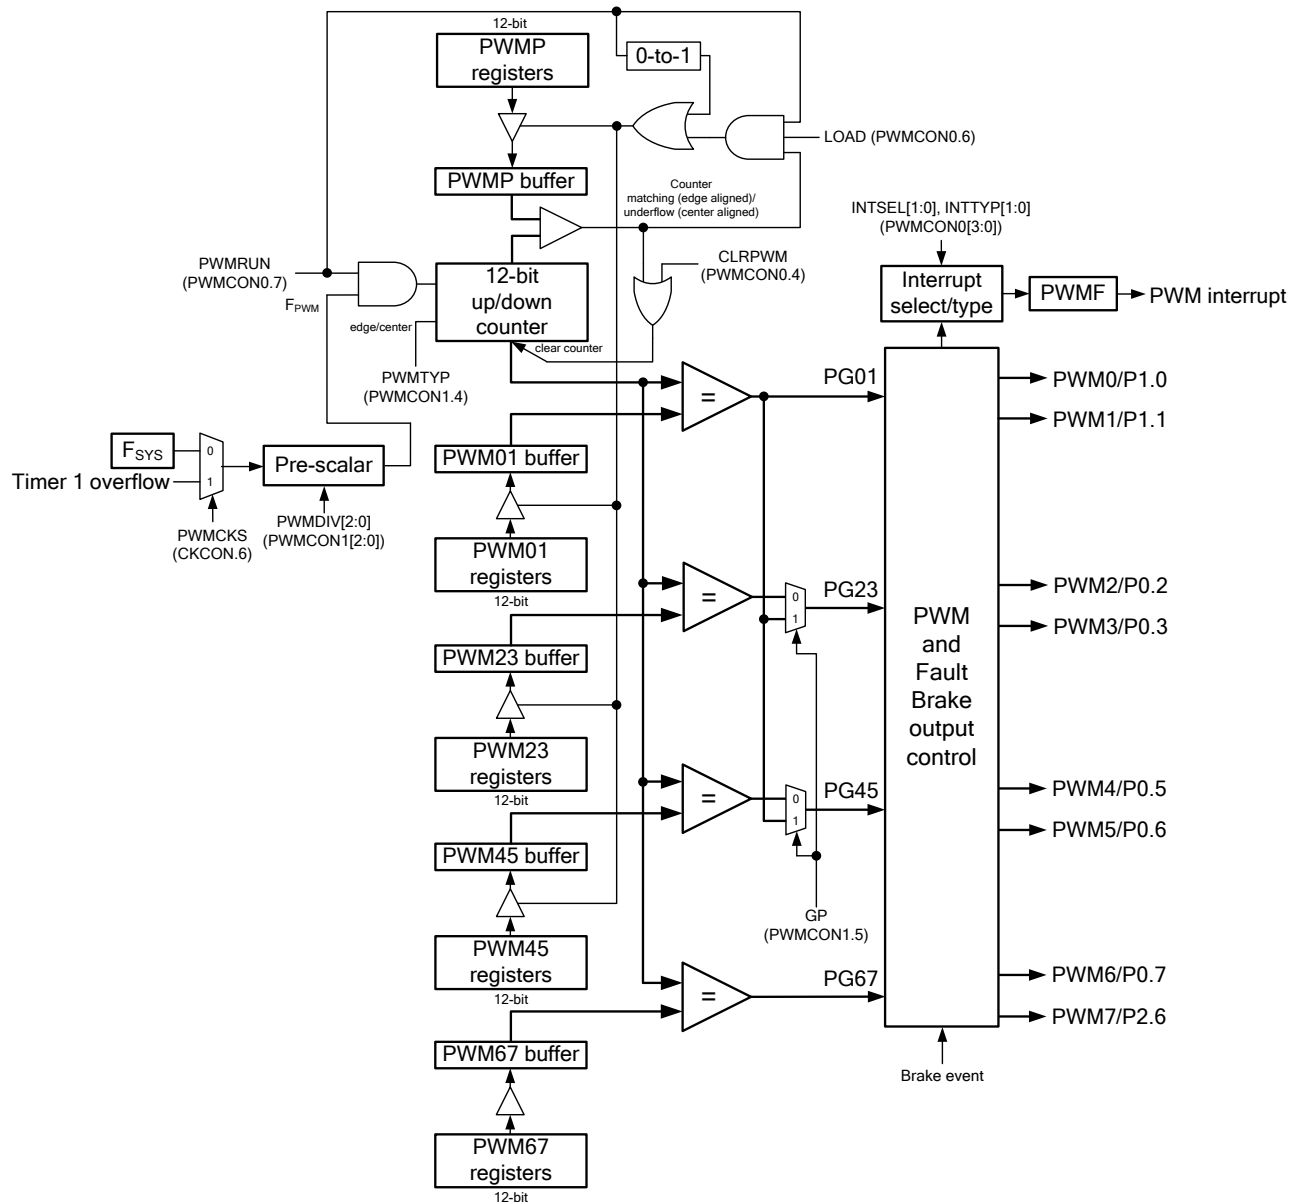 12-bit
PWMP
registers
0-to-1
LOAD (PWMCON0.6)
PWMP buffer
Counter
matching (edge aligned)/
underflow (center aligned)
INTSEL[1:0], INTTYP[1:0]
(PWMCON0[3:0])
PWMRUN
(PWMCON0.7)
CLRPWM
(PWMCON0.4)
12-bit
up/down
counter
Interrupt
select/type
PWMF
PWM interrupt
FPWM
edge/center
clear counter
PWMTYP
(PWMCON1.4)
PG01
PWM0/P1.0
PWM1/P1.1
=
FSYS
0
Timer 1 overflow
1
Pre-scalar
PWM01 buffer
PWMCKS
(CKCON.6)
PWMDIV[2:0]
(PWMCON1[2:0])
PWM01
registers
12-bit
=
0
1
PG23
PWM2/P0.2
PWM3/P0.3
PWM
and
Fault
Brake
output
control
PWM23 buffer
PWM23
registers
12-bit
=
0
1
PG45
PWM4/P0.5
PWM5/P0.6
PWM45 buffer
GP
(PWMCON1.5)
PWM45
registers
12-bit
=
PG67
PWM6/P0.7
PWM7/P2.6
PWM67 buffer
Brake event
PWM67
registers
12-bit